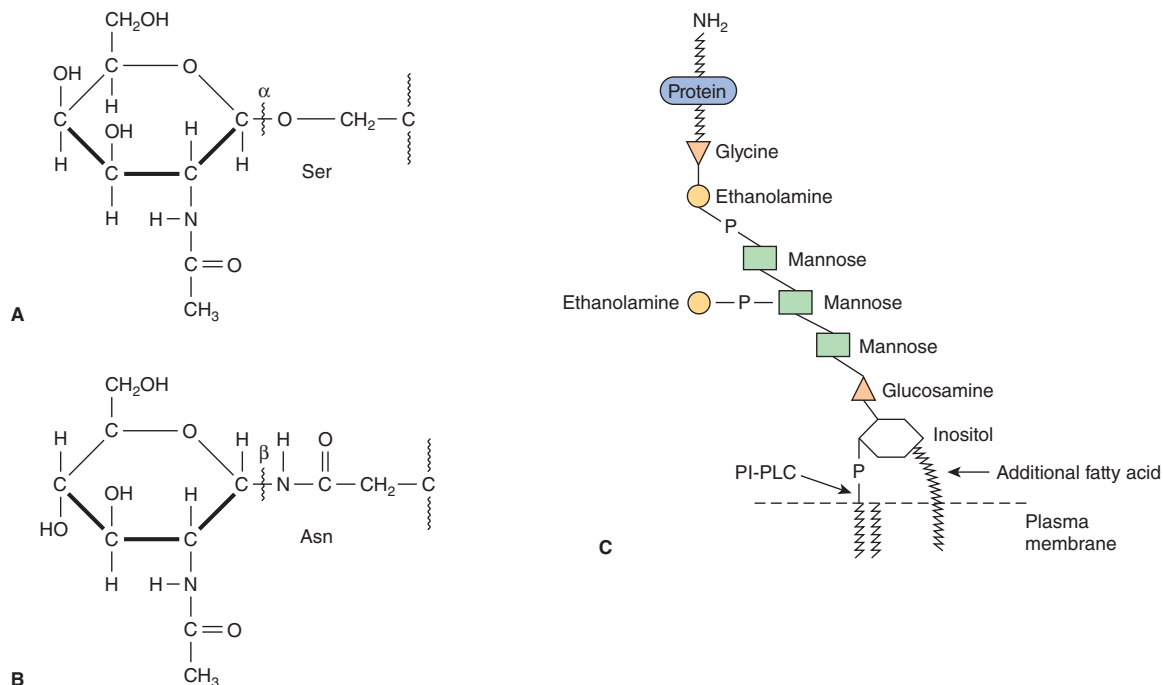 CH₂OH
C
O
OH
C
H
OH
H
C
α
O
CH₂
C
H
C
C
H
Ser
H
H
N
C
O
CH₃
A
CH₂OH
C
O
H
H
β
H
O
C
OH
H
C
N
C
CH₂
C
HO
C
C
Asn
H
H
N
C
O
CH₃
B
NH₂
Protein
Glycine
Ethanolamine
P
Mannose
Ethanolamine
P
Mannose
Mannose
Glucosamine
Inositol
PI-PLC
P
Additional fatty acid
Plasma
membrane
C